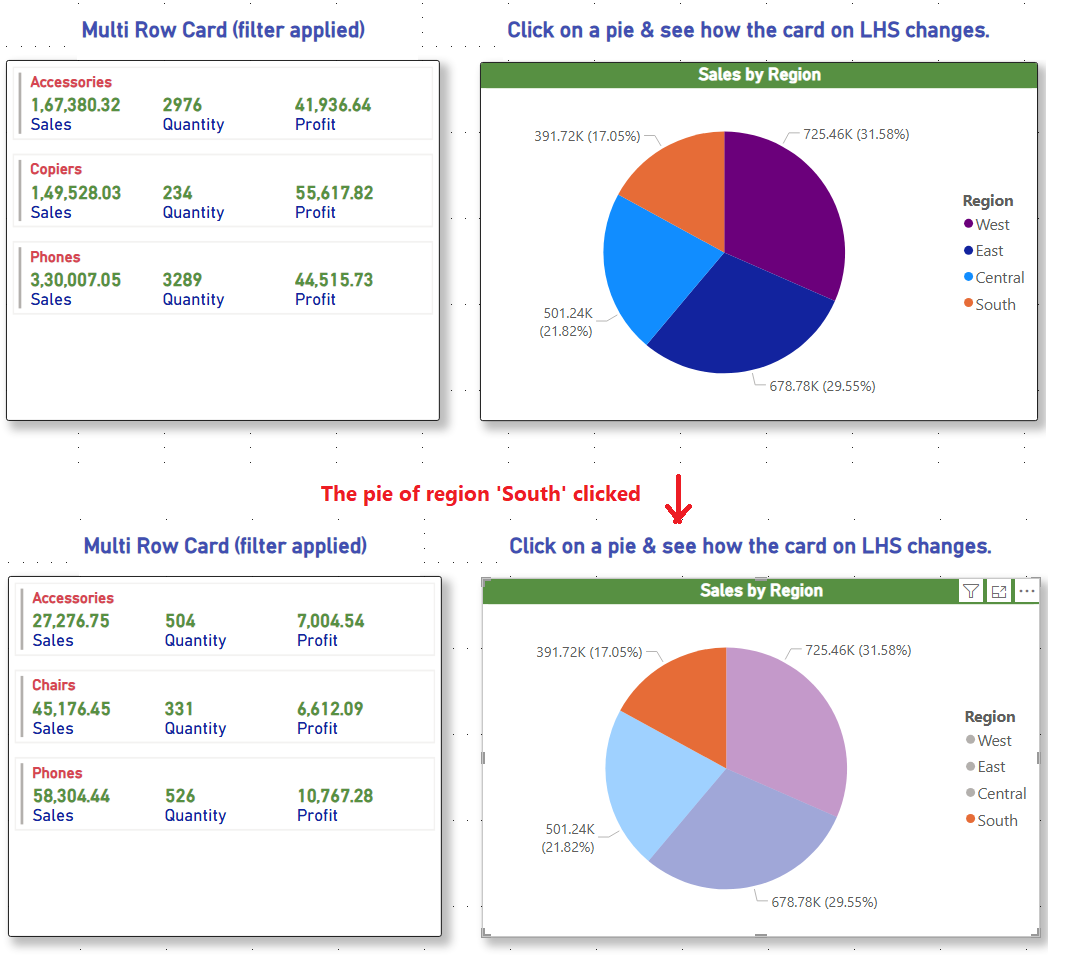 Multi Row Card (filter applied)
Click on a pie & see how the card on LHS changes.
Accessories
1,67,380.32 2976 41,936.64
Sales Quantity Profit
Copiers
1,49,528.03 234 55,617.82
Sales Quantity Profit
Phones
3,30,007.05 3289 44,515.73
Sales Quantity Profit
Sales by Region
391.72K (17.05%)
725.46K (31.58%)
501.24K
(21.82%)
678.78K (29.55%)
Region
West
East
Central
South
The pie of region 'South' clicked
Multi Row Card (filter applied)
Click on a pie & see how the card on LHS changes.
Accessories
27,276.75 504 7,004.54
Sales Quantity Profit
Chairs
45,176.45 331 6,612.09
Sales Quantity Profit
Phones
58,304.44 526 10,767.28
Sales Quantity Profit
Sales by Region
391.72K (17.05%)
725.46K (31.58%)
501.24K
(21.82%)
678.78K (29.55%)
Region
West
East
Central
South